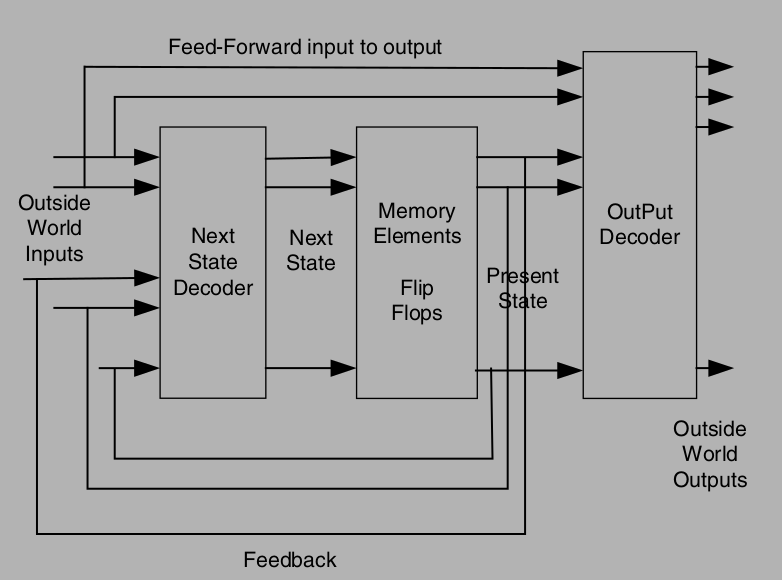 Feed-Forward input to output
Outside
World
Inputs
Next
State
Decoder
Next
State
Memory
Elements
Flip
Flops
Present
State
OutPut
Decoder
Outside
World
Outputs
Feedback